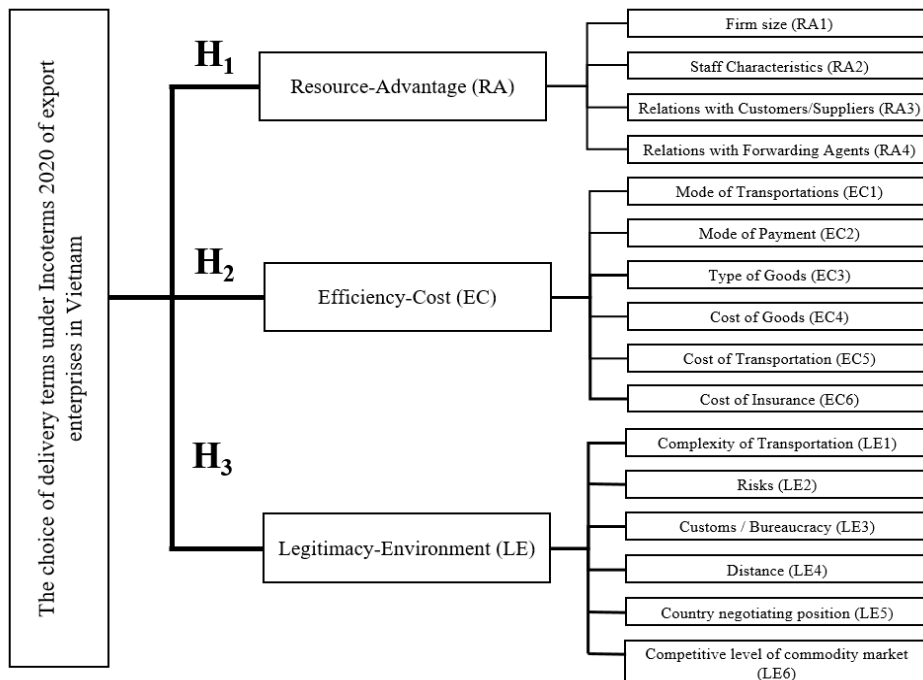 The choice of delivery terms under Incoterms 2020 of export
enterprises in Vietnam
H1
Resource-Advantage (RA)
Firm size (RA1)
Staff Characteristics (RA2)
Relations with Customers/Suppliers (RA3)
Relations with Forwarding Agents (RA4)
H2
Efficiency-Cost (EC)
Mode of Transportations (EC1)
Mode of Payment (EC2)
Type of Goods (EC3)
Cost of Goods (EC4)
Cost of Transportation (EC5)
Cost of Insurance (EC6)
H3
Legitimacy-Environment (LE)
Complexity of Transportation (LE1)
Risks (LE2)
Customs / Bureaucracy (LE3)
Distance (LE4)
Country negotiating position (LE5)
Competitive level of commodity market
(LE6)